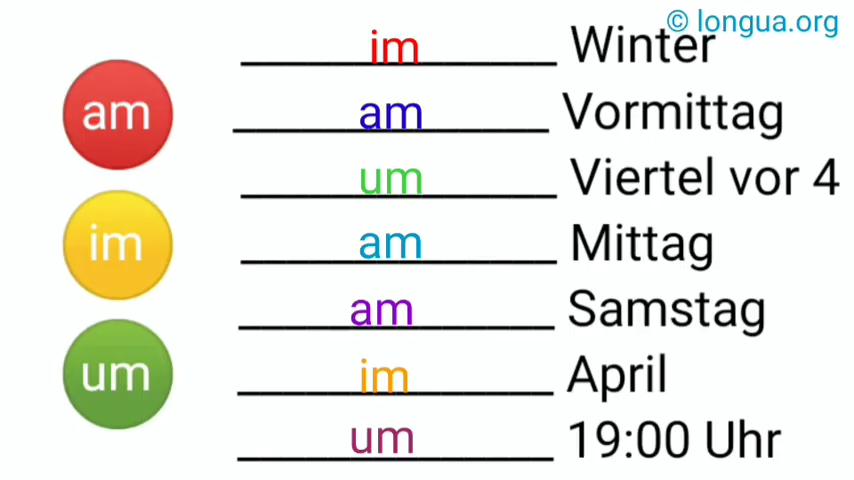 © longua.org
im Winter
am Vormittag
um Viertel vor 4
am Mittag
am Samstag
im April
um 19:00 Uhr
am
im
um